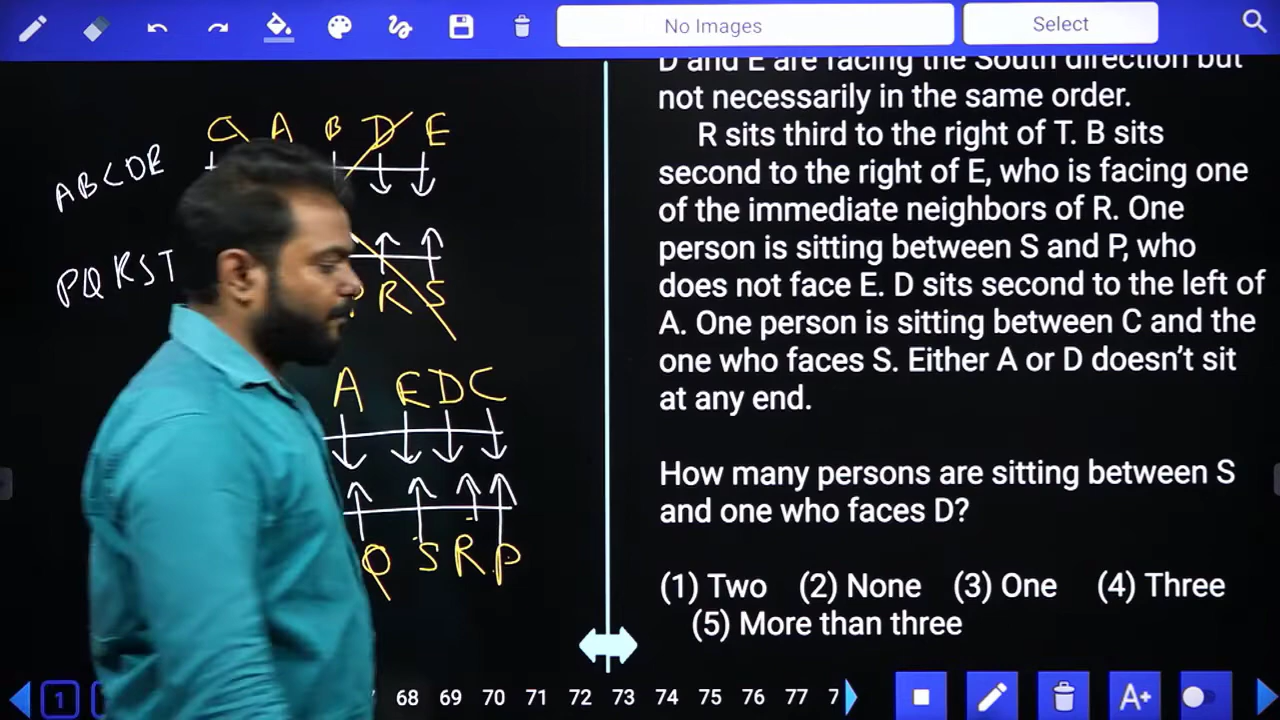 No Images
Select
D and E are facing the South direction but
not necessarily in the same order.
R sits third to the right of T. B sits
second to the right of E, who is facing one
of the immediate neighbors of R. One
person is sitting between S and P, who
does not face E. D sits second to the left of
A. One person is sitting between C and the
one who faces S. Either A or D doesn't sit
at any end.
How many persons are sitting between S
and one who faces D?
(1) Two (2) None (3) One (4) Three
(5) More than three
A B D E
ABCDE
PQRST
R S
A E D C
Q S R P
1 68 69 70 71 72 73 74 75 76 77 7
A+